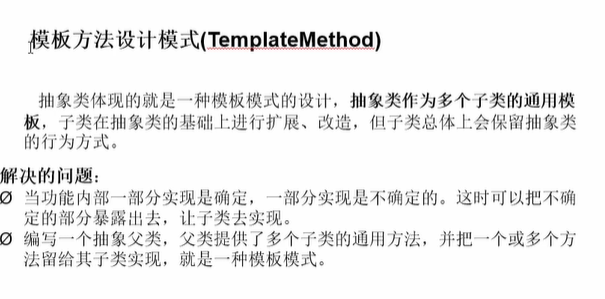 模板方法设计模式(TemplateMethod)
抽象类体现的就是一种模板模式的设计，抽象类作为多个子类的通用模
板，子类在抽象类的基础上进行扩展、改造，但子类总体上会保留抽象类
的行为方式。
解决的问题：
Ø 当功能内部一部分实现是确定，一部分实现是不确定的。这时可以把不确
定的部分暴露出去，让子类去实现。
Ø 编写一个抽象父类，父类提供了多个子类的通用方法，并把一个或多个方
法留给其子类实现，就是一种模板模式。